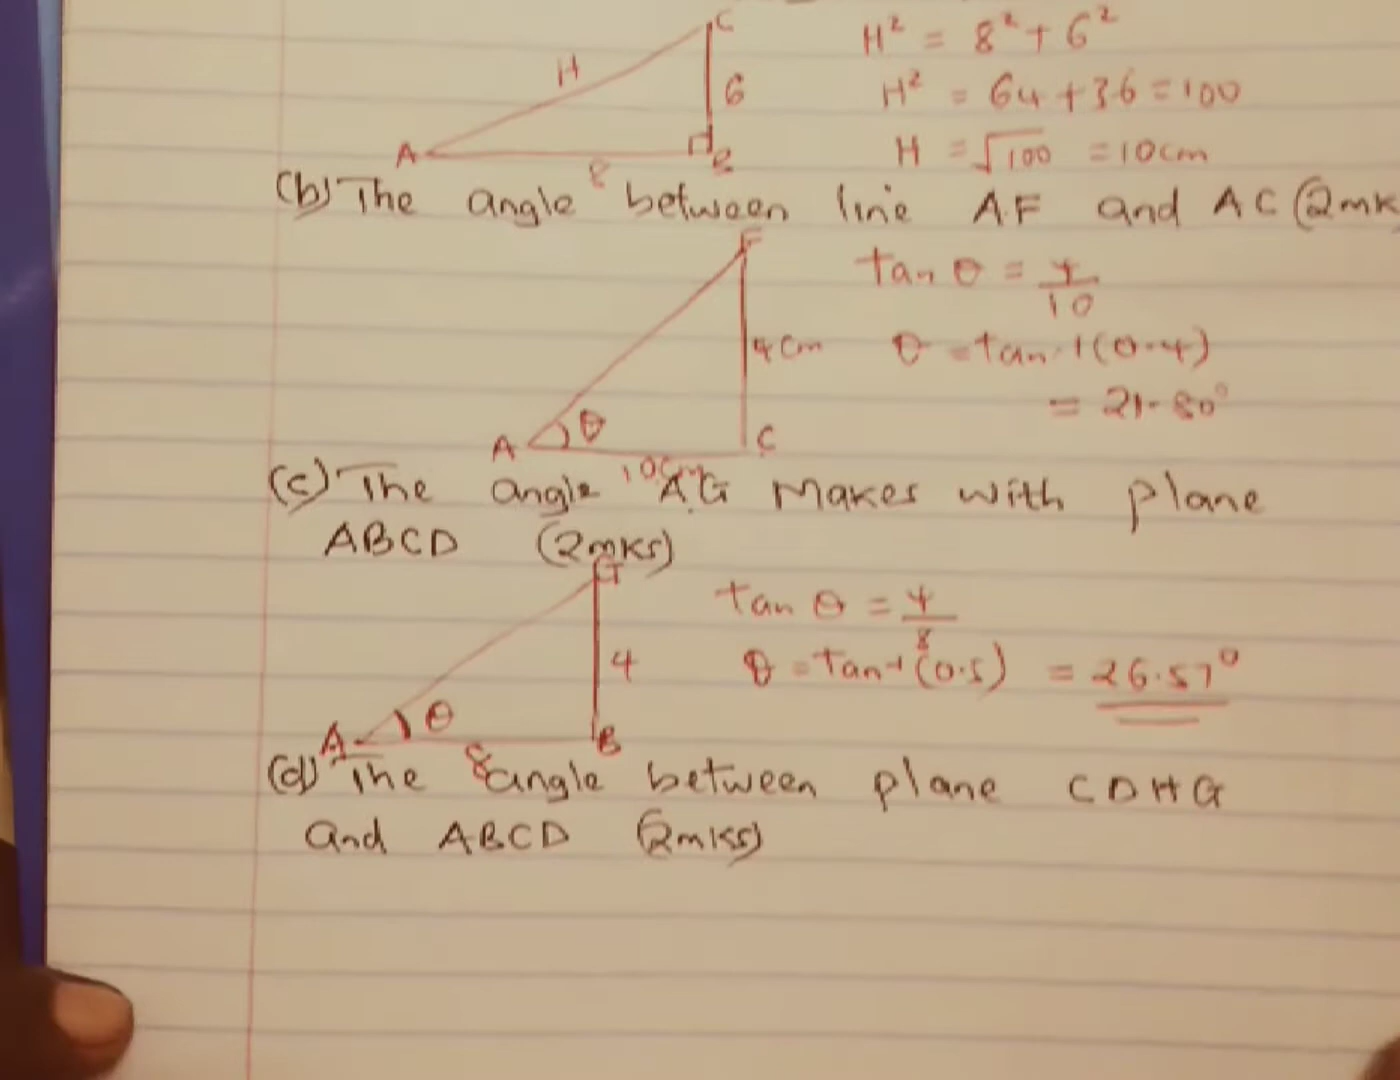 C
H² = 8² + 6²
H
6
H² = 64 + 36 = 100
A
e
H = √100 = 10cm
8
(b) The angle between line AF and AC (2mk
F
tan θ = 4/10
4cm
θ = tan-1(0.4)
= 21.80°
A θ C
10cm
(c) The angle AG Makes with plane
ABCD (2mks)
G
tan θ = 4/8
4
θ = tan-1(0.5) = 26.57°
A θ B
8
(d) The angle between plane CDHG
and ABCD (2mks)